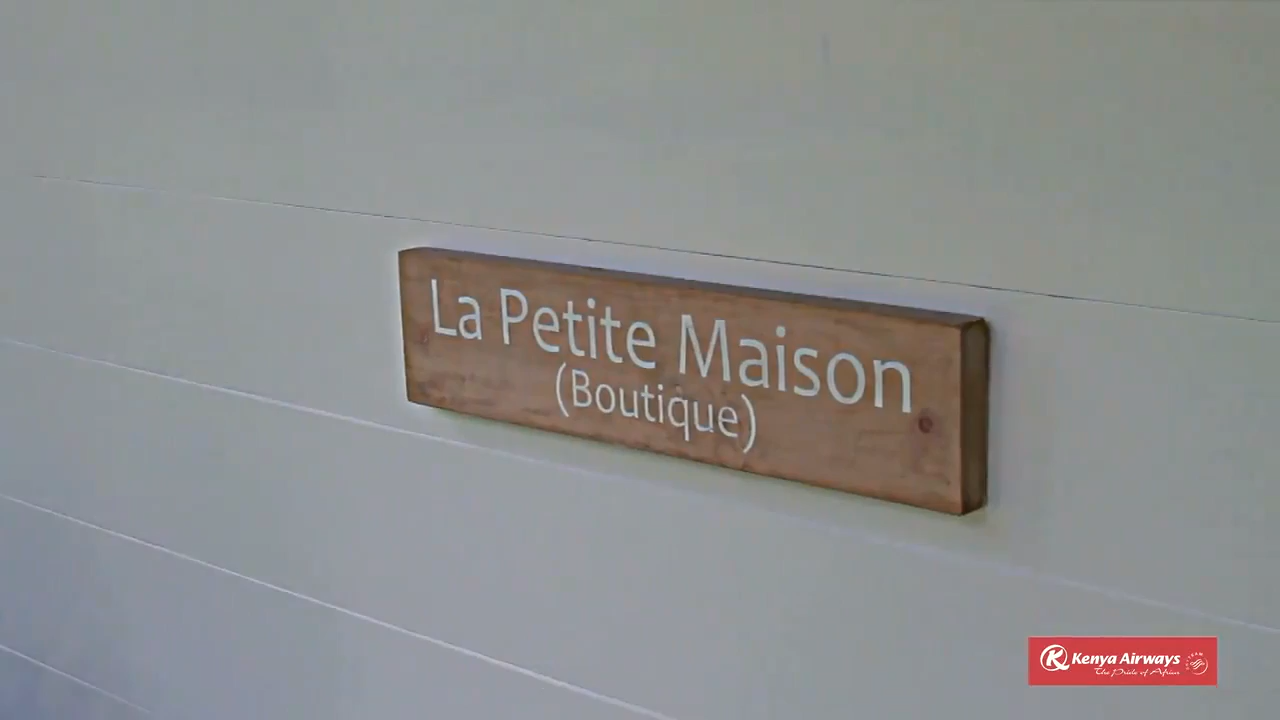 La Petite Maison
(Boutique)
Kenya Airways
The Pride of Africa